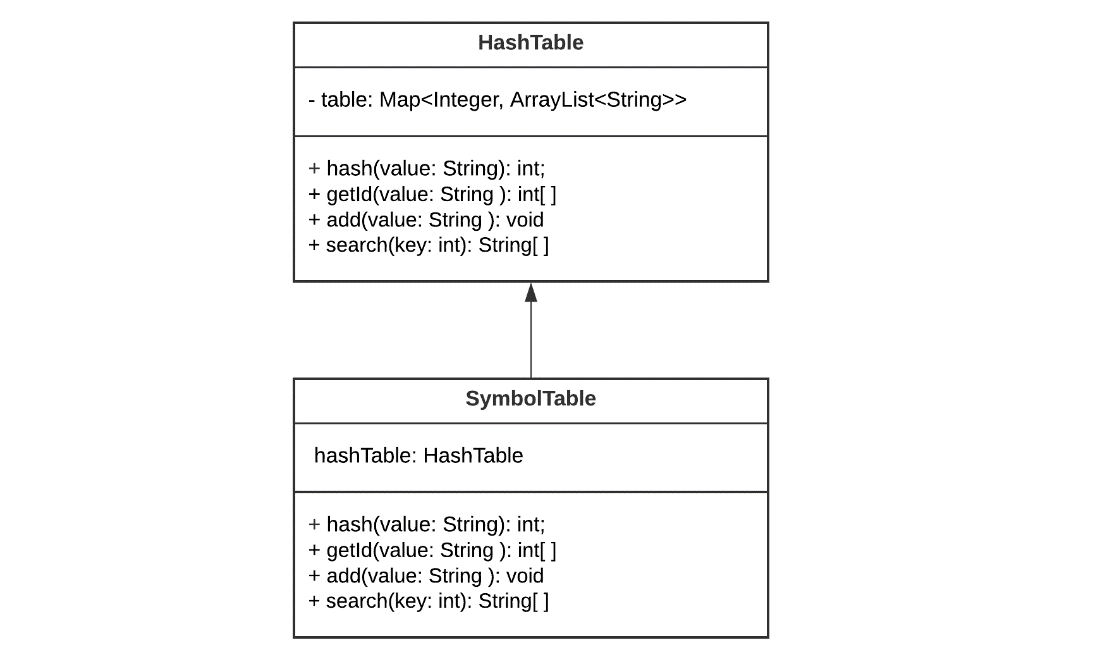 HashTable
- table: Map<Integer, ArrayList<String>>
+ hash(value: String): int;
+ getId(value: String ): int[ ]
+ add(value: String ): void
+ search(key: int): String[ ]
SymbolTable
hashTable: HashTable
+ hash(value: String): int;
+ getId(value: String ): int[ ]
+ add(value: String ): void
+ search(key: int): String[ ]